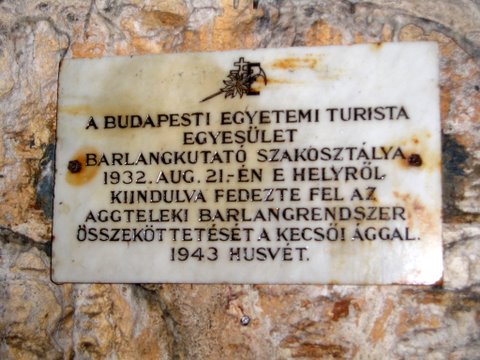 A BUDAPESTI EGYETEMI TURISTA
EGYESÜLET
BARLANGKUTATÓ SZAKOSZTÁLYA
1932. AUG. 21.-ÉN E HELYRŐL
KIINDULVA FEDEZTE FEL AZ
AGGTELEKI BARLANGRENDSZER
ÖSSZEKÖTTETÉSÉT A KECSŐI ÁGGAL.
1943 HUSVÉT.